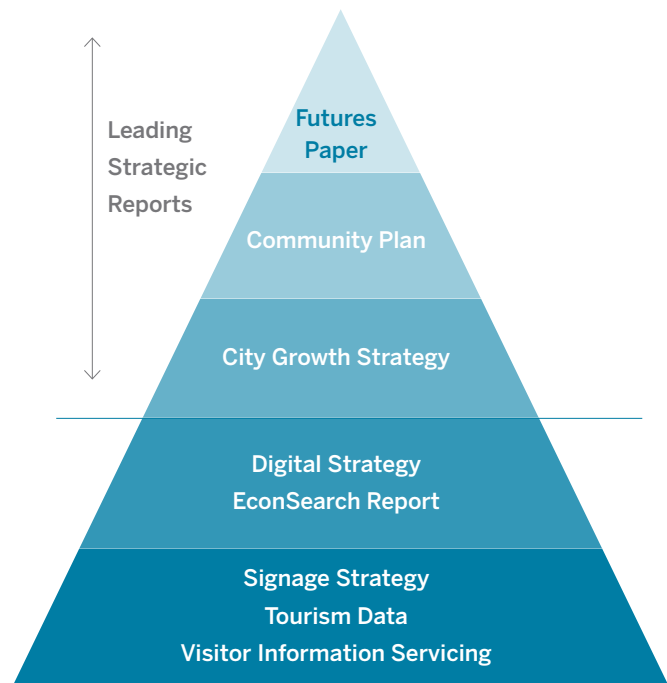 Leading
Strategic
Reports
Futures
Paper
Community Plan
City Growth Strategy
Digital Strategy
EconSearch Report
Signage Strategy
Tourism Data
Visitor Information Servicing